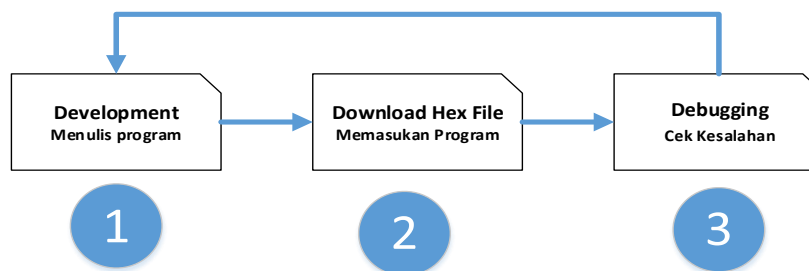 Development
Menulis program
Download Hex File
Memasukan Program
Debugging
Cek Kesalahan
1
2
3